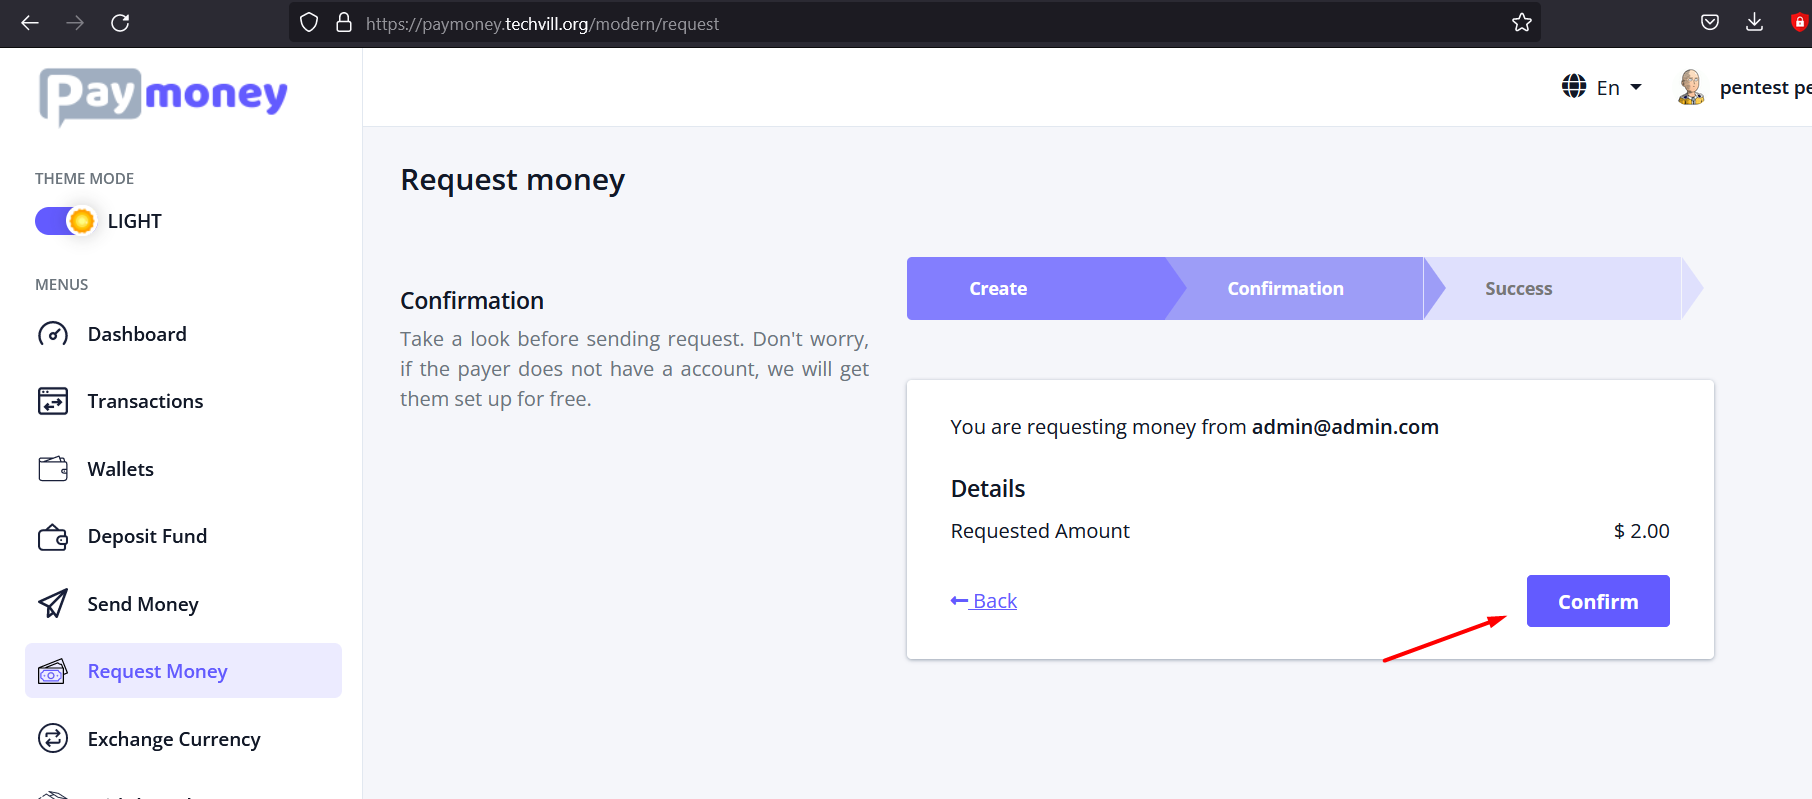 https://paymoney.techvill.org/modern/request
Pay money
En
pentest pe
THEME MODE
LIGHT
MENUS
Dashboard
Transactions
Wallets
Deposit Fund
Send Money
Request Money
Exchange Currency
Request money
Confirmation
Take a look before sending request. Don't worry,
if the payer does not have a account, we will get
them set up for free.
Create
Confirmation
Success
You are requesting money from admin@admin.com
Details
Requested Amount
$ 2.00
Back
Confirm